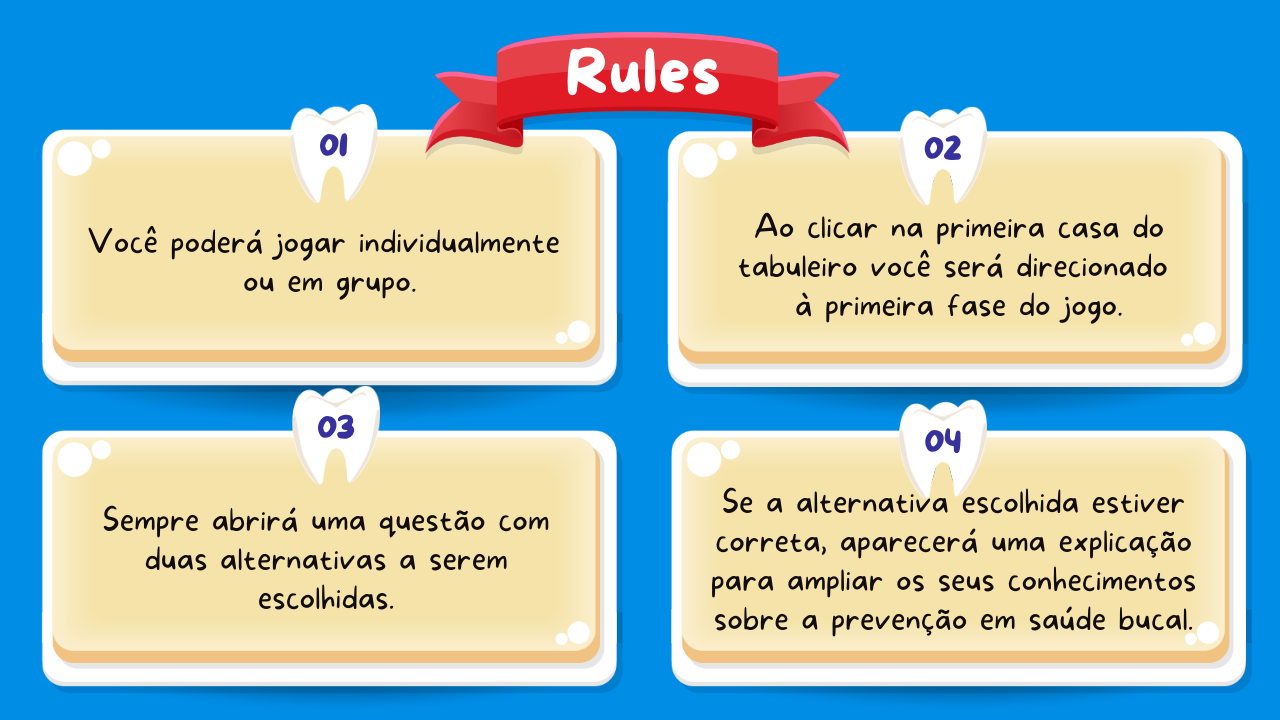 Rules
01
Você poderá jogar individualmente
ou em grupo.
02
Ao clicar na primeira casa do
tabuleiro você será direcionado
à primeira fase do jogo.
03
Sempre abrirá uma questão com
duas alternativas a serem
escolhidas.
04
Se a alternativa escolhida estiver
correta, aparecerá uma explicação
para ampliar os seus conhecimentos
sobre a prevenção em saúde bucal.